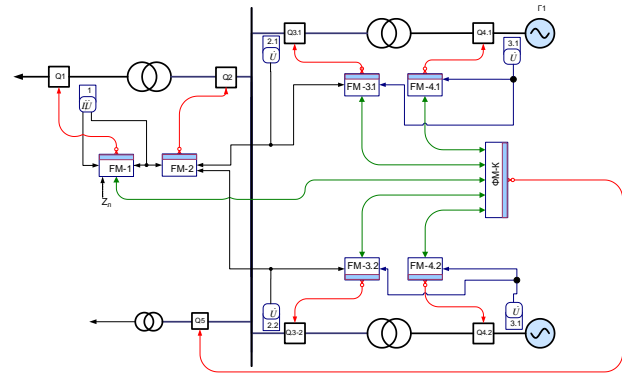 Г1
2.1
U̇
Q3.1
Q4.1
3.1
U̇
Q1
Q2
1
İU̇
FM-3.1
FM-4.1
FM-1
FM-2
Zп
ФМ-К
FM-3.2
FM-4.2
U̇
2.2
Q5
Q3-2
Q4.2
U̇
3.1